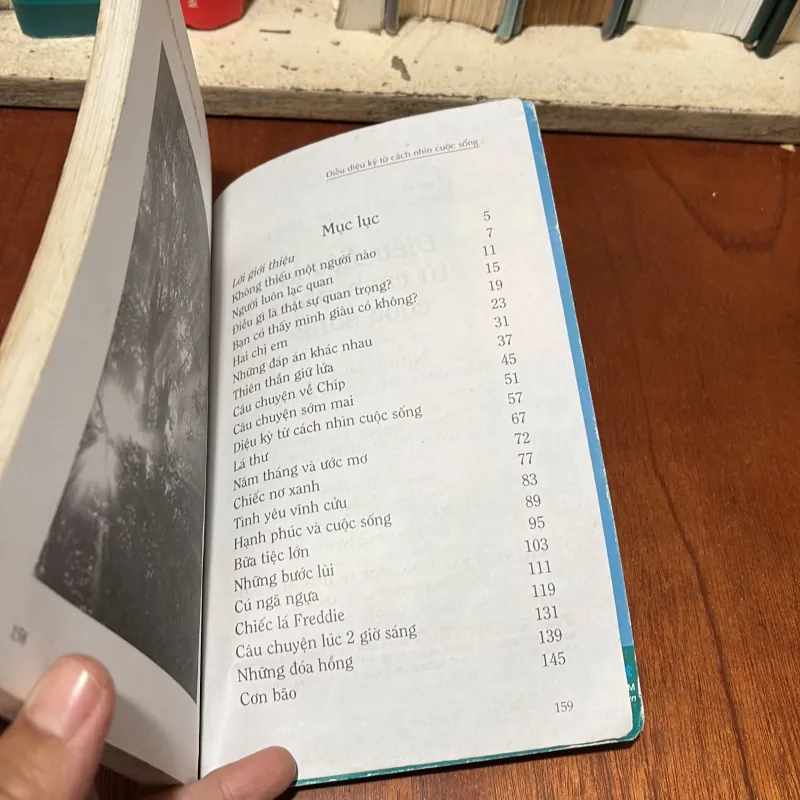 Điều diệu kỳ từ cách nhìn cuộc sống
Mục lục
Lời giới thiệu 5
Không thiếu một người nào 7
Người luôn lạc quan 11
Điều gì là thật sự quan trọng? 15
Bạn có thấy mình giàu có không? 19
Hai chị em 23
Những đáp án khác nhau 31
Thiên thần giữ lửa 37
Câu chuyện về Chíp 45
Câu chuyện sớm mai 51
Diệu kỳ từ cách nhìn cuộc sống 57
Lá thư 67
Năm tháng và ước mơ 72
Chiếc nơ xanh 77
Tình yêu vĩnh cửu 83
Hạnh phúc và cuộc sống 89
Bữa tiệc lớn 95
Những bước lùi 103
Cú ngã ngựa 111
Chiếc lá Freddie 119
Câu chuyện lúc 2 giờ sáng 131
Những đóa hồng 139
Cơn bão 145
159